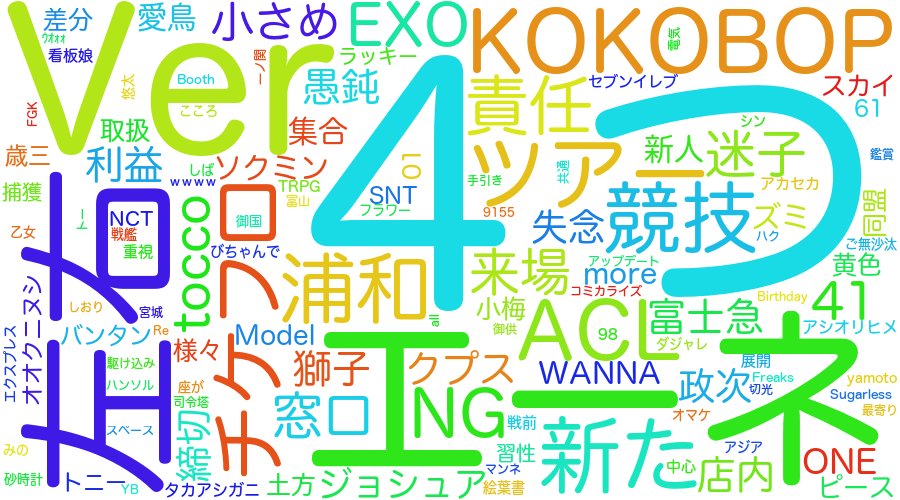 差分
愛鳥
小さめ
EXO
KOKOBOP
ウオォォ
看板娘
Ver
Booth
悠太
こころ
FGK
一ノ関
ラッキー
愚鈍
4つ
責任
電気
セブンイレブ
スカイ
61
取扱
集合
01
ツアー
シン
新人
迷子
鑑賞
歳三
利益
しば
ソクミン
wwww
TRPG
富山
SNT
フラワー
手引き
共通
9155
アカセカ
捕獲
NCT
戦艦
重視
トー
tocco
御国
びちゃんで
失念
競技
ズミ
ハク
同盟
乙女
左右
チケプロ
浦和
来場
アップデート
more
コミカライズ
ご無沙汰
黄色
オオクニヌシ
しおり
宮城
小梅
御供
Birthday
41
エクスプレス
バンタン
Re
Model
all
ACL
98
富士急
ダジャレ
アシオリヒメ
駆け込み
様々
エ
獅子
クプス
WANNA
展開
ネ
ハンソル
座が
司令塔
窓口
NG
ー
政次
Freaks
切光
yamoto
Sugarless
スペース
戦前
オマケ
最寄り
みの
締切
新た
習性
アジア
砂時計
トニー
YB
タカアシガニ
土方
ジョシュア
マンネ
絵葉書
中心
店内
ONE
ピース